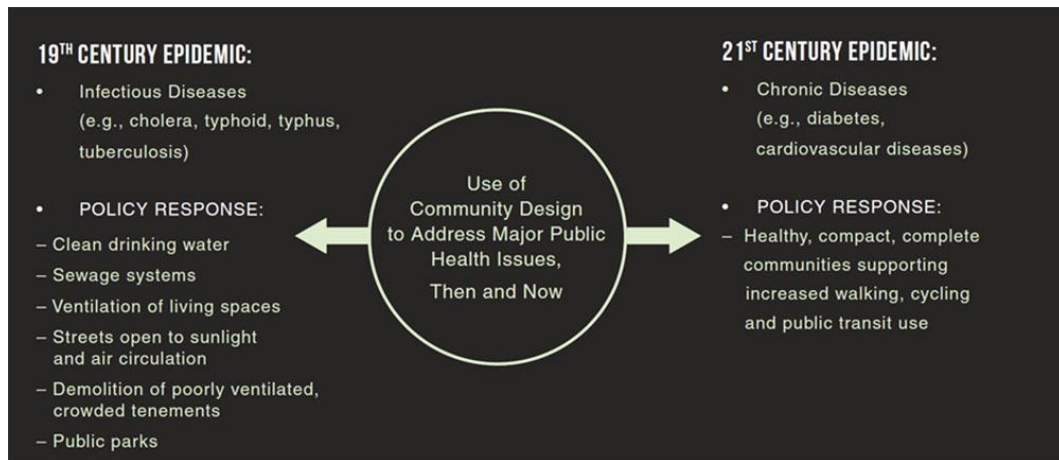 19TH CENTURY EPIDEMIC:
• Infectious Diseases
(e.g., cholera, typhoid, typhus,
tuberculosis)
• POLICY RESPONSE:
– Clean drinking water
– Sewage systems
– Ventilation of living spaces
– Streets open to sunlight
and air circulation
– Demolition of poorly ventilated,
crowded tenements
– Public parks
Use of
Community Design
to Address Major Public
Health Issues,
Then and Now
21ST CENTURY EPIDEMIC:
• Chronic Diseases
(e.g., diabetes,
cardiovascular diseases)
• POLICY RESPONSE:
– Healthy, compact, complete
communities supporting
increased walking, cycling
and public transit use